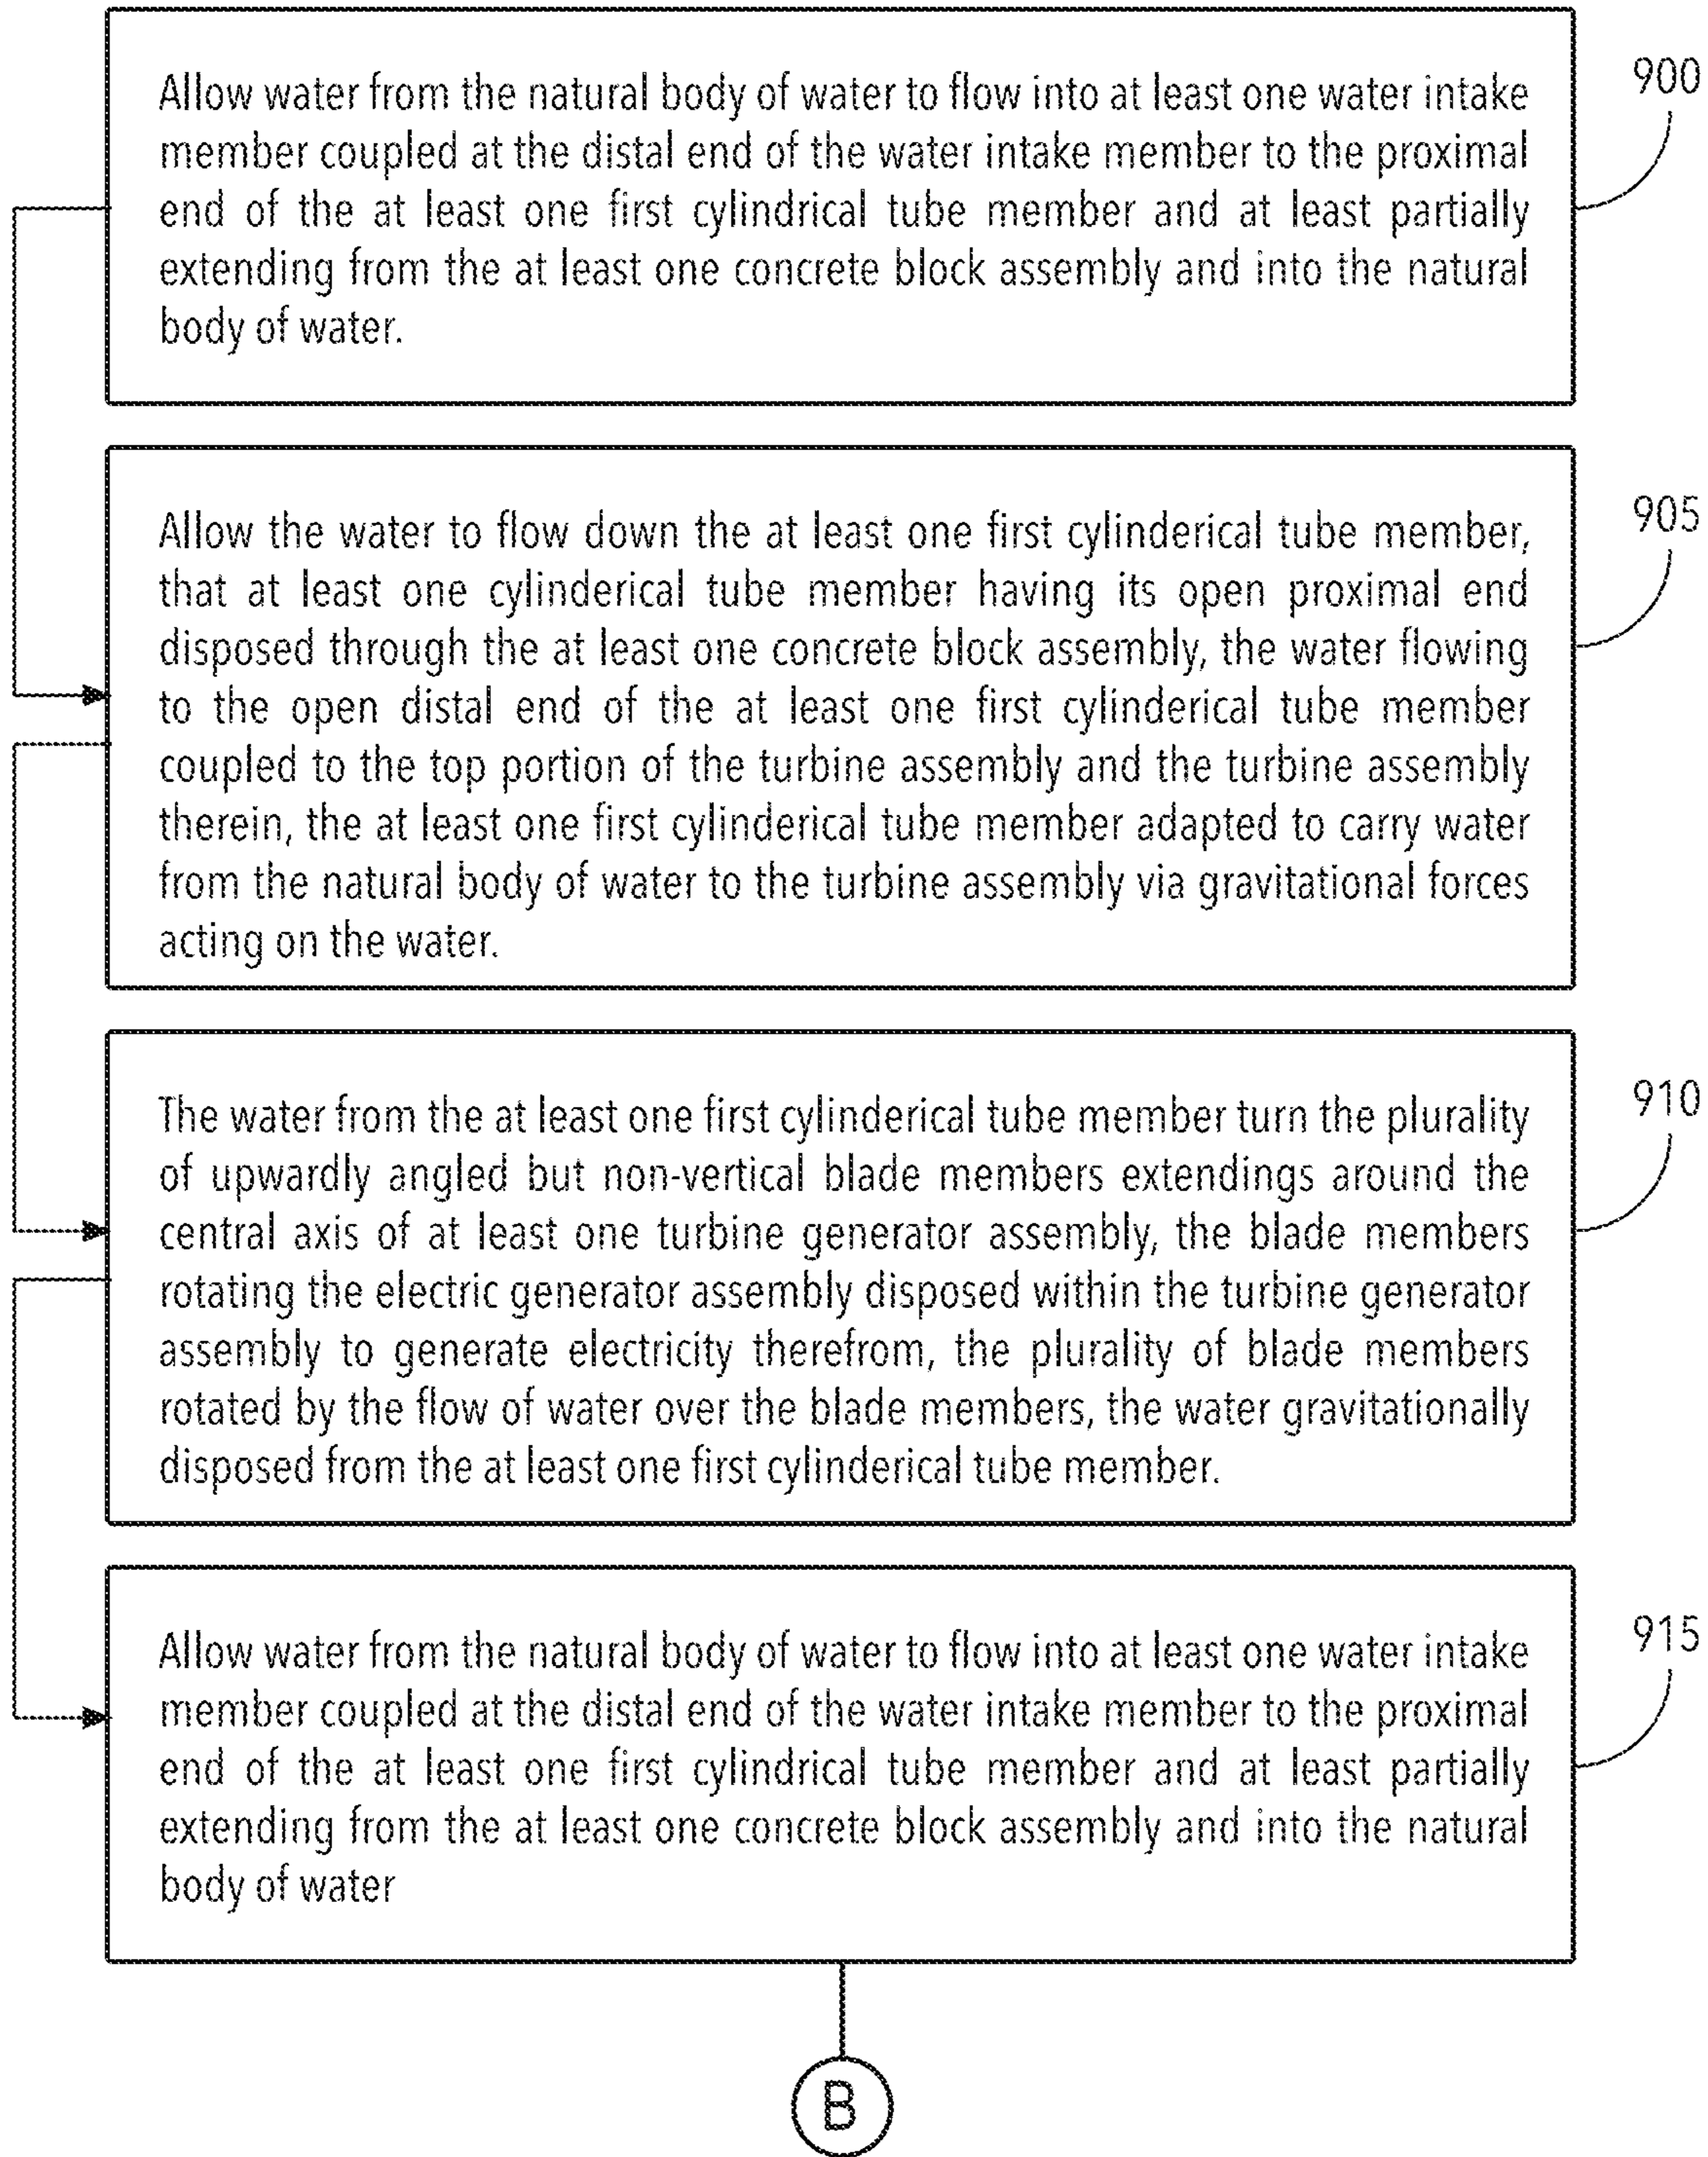 Allow water from the natural body of water to flow into at least one water intake
member coupled at the distal end of the water intake member to the proximal
end of the at least one first cylindrical tube member and at least partially
extending from the at least one concrete block assembly and into the natural
body of water.
900
Allow the water to flow down the at least one first cylinderical tube member,
that at least one cylinderical tube member having its open proximal end
disposed through the at least one concrete block assembly, the water flowing
to the open distal end of the at least one first cylinderical tube member
coupled to the top portion of the turbine assembly and the turbine assembly
therein, the at least one first cylinderical tube member adapted to carry water
from the natural body of water to the turbine assembly via gravitational forces
acting on the water.
905
The water from the at least one first cylinderical tube member turn the plurality
of upwardly angled but non-vertical blade members extendings around the
central axis of at least one turbine generator assembly, the blade members
rotating the electric generator assembly disposed within the turbine generator
assembly to generate electricity therefrom, the plurality of blade members
rotated by the flow of water over the blade members, the water gravitationally
disposed from the at least one first cylinderical tube member.
910
Allow water from the natural body of water to flow into at least one water intake
member coupled at the distal end of the water intake member to the proximal
end of the at least one first cylindrical tube member and at least partially
extending from the at least one concrete block assembly and into the natural
body of water
915
B